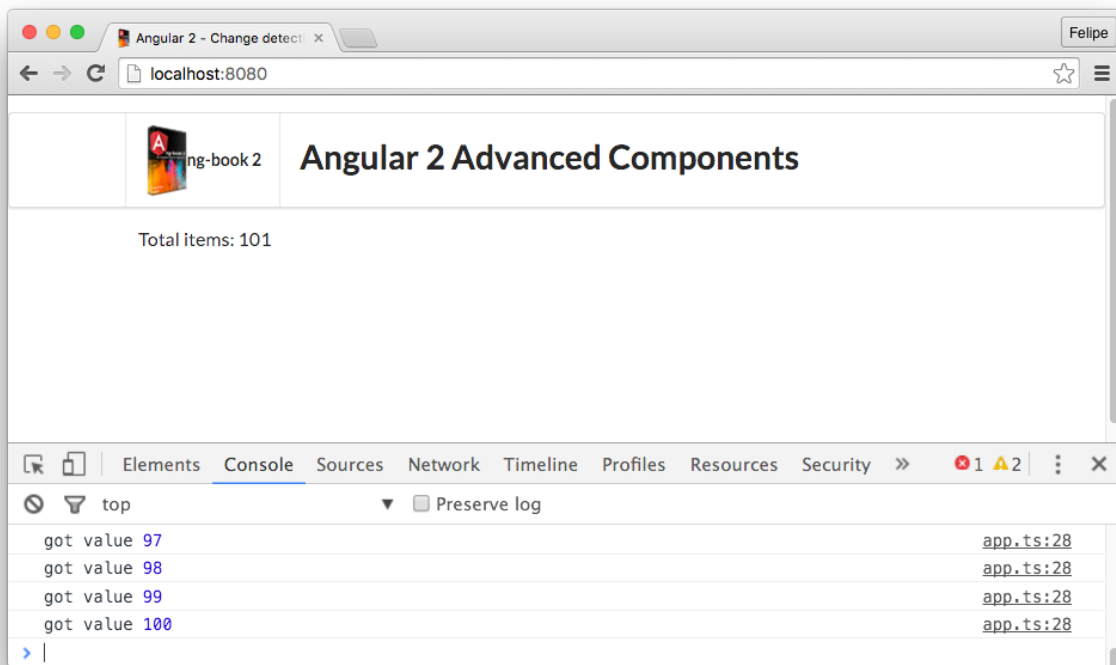 Angular 2 - Change detecti
Felipe
localhost:8080
ng-book 2
Angular 2 Advanced Components
Total items: 101
Elements Console Sources Network Timeline Profiles Resources Security » 1 2
top Preserve log
got value 97 app.ts:28
got value 98 app.ts:28
got value 99 app.ts:28
got value 100 app.ts:28